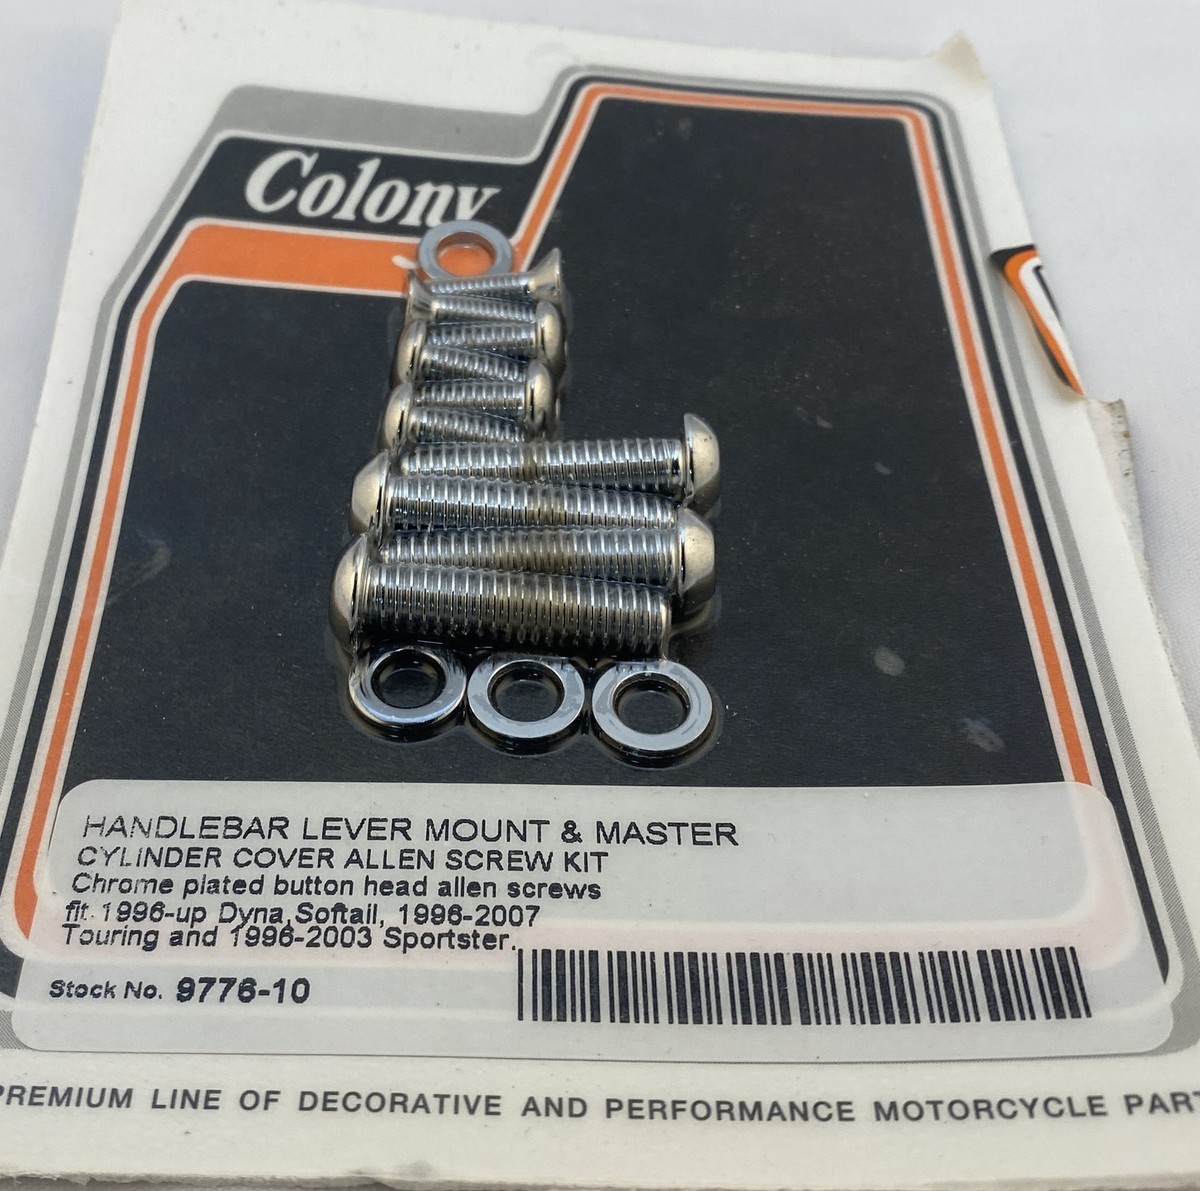 Colony
HANDLEBAR LEVER MOUNT & MASTER
CYLINDER COVER ALLEN SCREW KIT
Chrome plated button head allen screws
fit 1996-up Dyna,Softail, 1996-2007
Touring and 1996-2003 Sportster.
Stock No. 9776-10
PREMIUM LINE OF DECORATIVE AND PERFORMANCE MOTORCYCLE PART